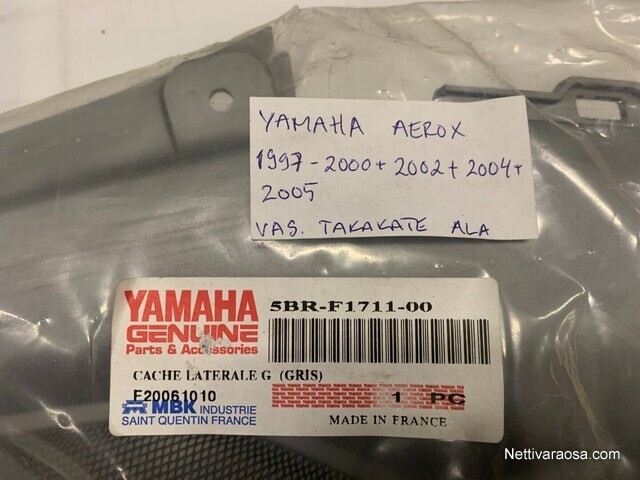 YAMAHA AEROX
1997-2000+2002+2004+
2005
VAS. TAKAKATE ALA
YAMAHA
GENUINE
Parts & Accessories
5BR-F1711-00
CACHE LATERALE G (GRIS)
E20061010
1 PC
MBK INDUSTRIE
SAINT QUENTIN FRANCE
MADE IN FRANCE
Nettivaraosa.com